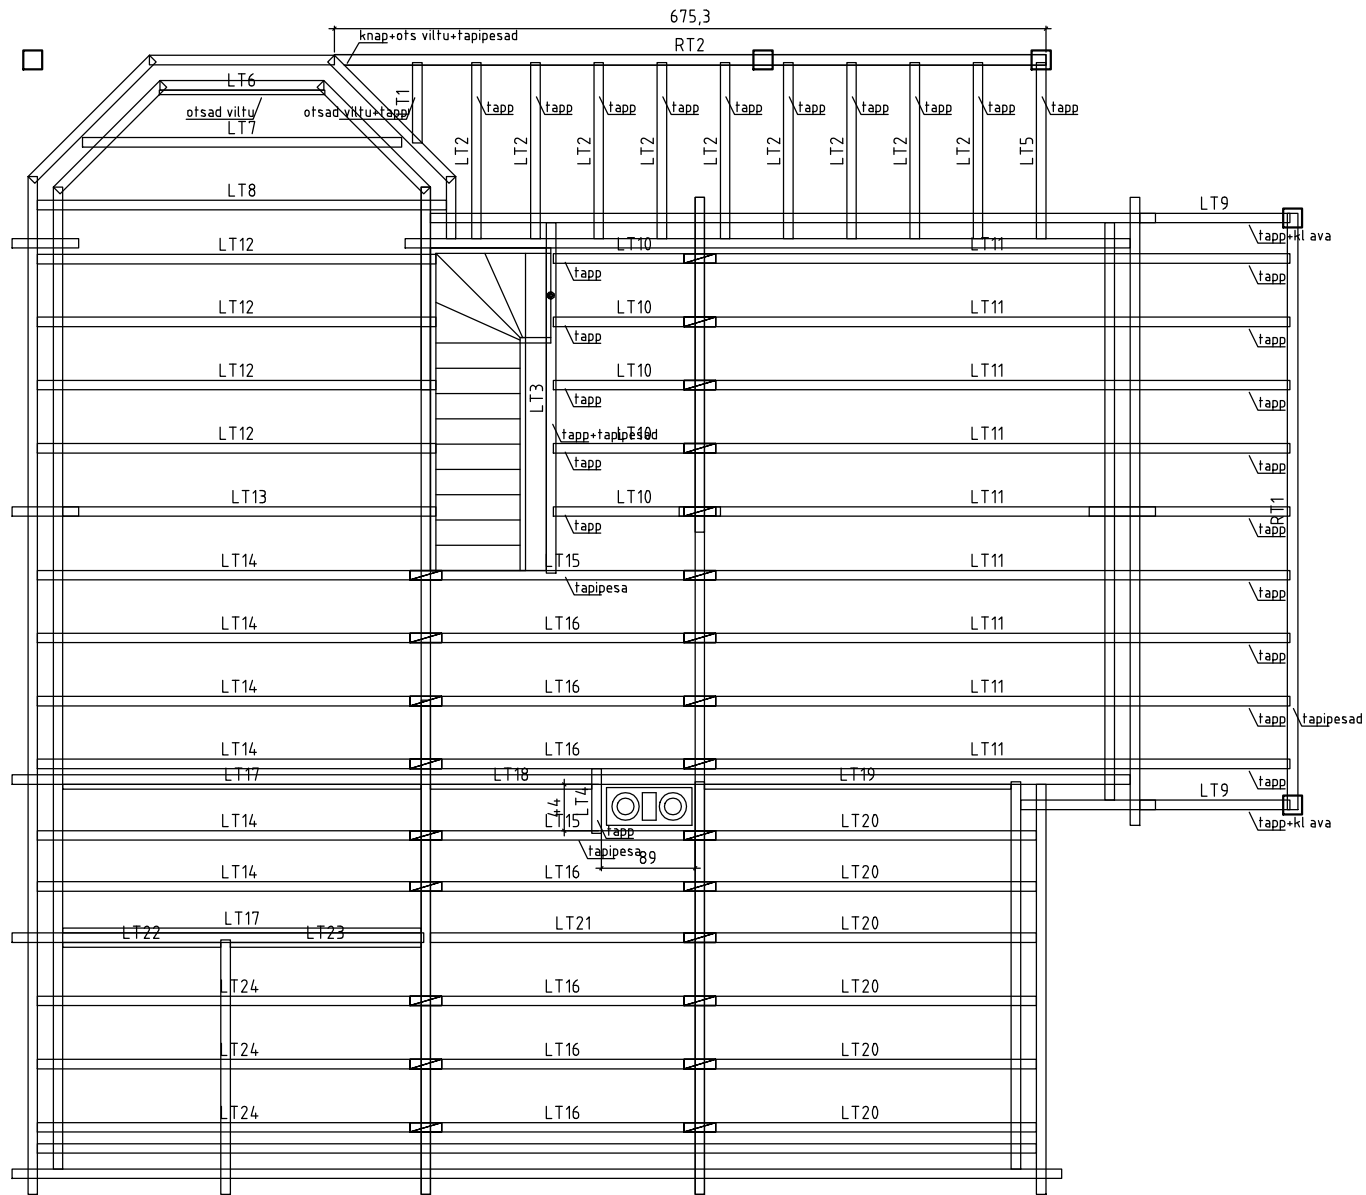 675,3
knap+ots viltu+tapipesad
RT2
LT6
otsad viltu
otsad viltu+tapp
LT1
tapp
tapp
tapp
tapp
tapp
tapp
tapp
tapp
tapp
tapp
LT7
LT2
LT2
LT2
LT2
LT2
LT2
LT2
LT2
LT2
LT5
LT8
LT9
tapp+kl ava
LT12
LT10
LT11
tapp
tapp
LT12
LT10
LT11
tapp
tapp
LT12
LT10
LT11
LT3
tapp
tapp
LT12
tapp+tapipesad
LT10
LT11
tapp
tapp
LT13
LT10
LT11
RT1
tapp
tapp
LT14
LT15
LT11
tapipesa
tapp
LT14
LT16
LT11
tapp
LT14
LT16
LT11
tapp
tapipesad
LT14
LT16
LT11
LT17
LT18
LT19
tapp
LT9
44
LT4
LT14
LT15
LT20
tapp
tapp+kl ava
tapipesa
89
LT14
LT16
LT20
LT17
LT22
LT23
LT21
LT20
LT24
LT16
LT20
LT24
LT16
LT20
LT24
LT16
LT20